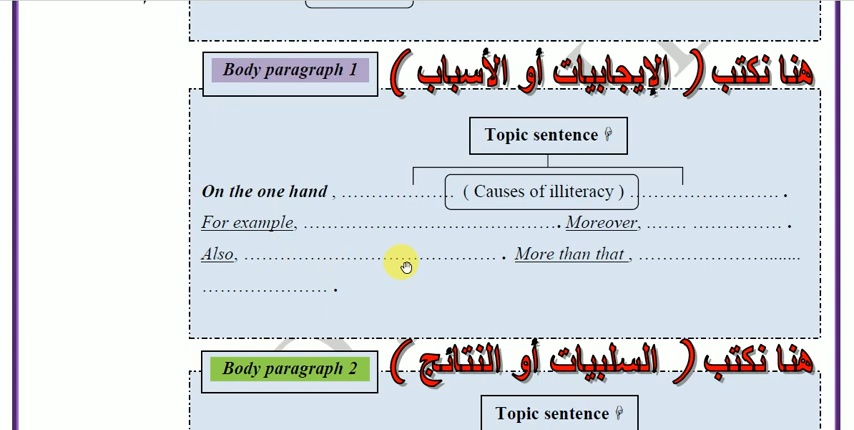 Body paragraph 1
هنا نكتب ( الإيجابيات أو الأسباب )
Topic sentence
On the one hand , .................... ( Causes of illiteracy ) ............................ .
For example, ................................................ . Moreover, ....... ................... .
Also, .............................................. . More than that , .............................
....................... .
Body paragraph 2
هنا نكتب ( السلبيات أو النتائج )
Topic sentence